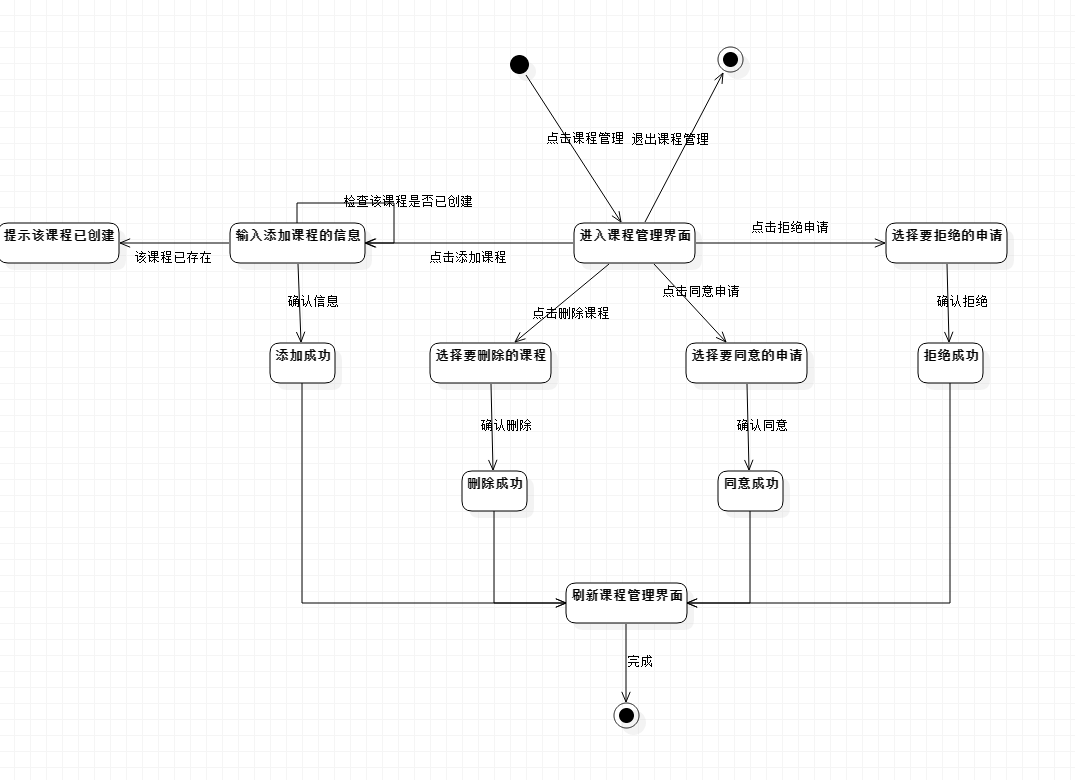 点击课程管理
退出课程管理
检查该课程是否已创建
提示该课程已创建
输入添加课程的信息
进入课程管理界面
点击拒绝申请
选择要拒绝的申请
该课程已存在
点击添加课程
点击同意申请
确认信息
点击删除课程
确认拒绝
添加成功
选择要删除的课程
选择要同意的申请
拒绝成功
确认删除
确认同意
删除成功
同意成功
刷新课程管理界面
完成